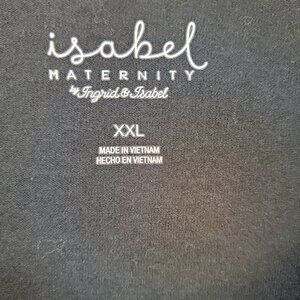 isabel
MATERNITY
by Ingrid & Isabel
XXL
MADE IN VIETNAM
HECHO EN VIETNAM